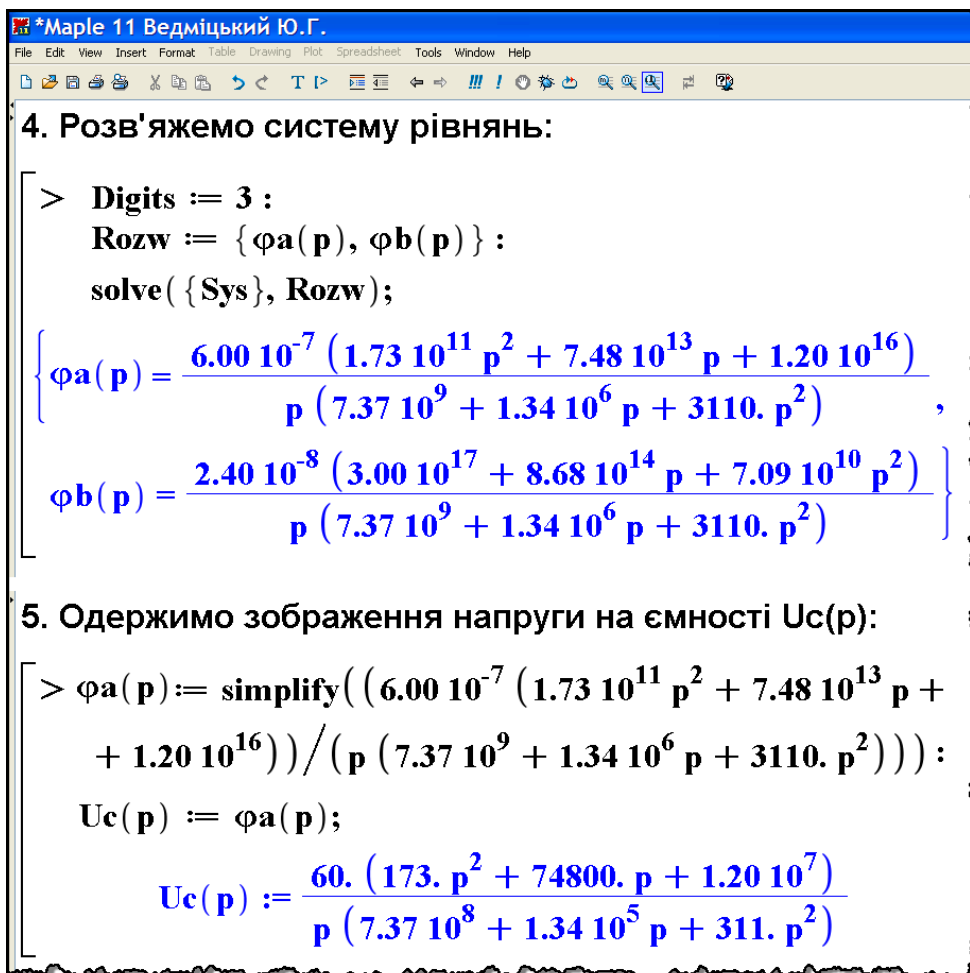 *Maple 11 Ведміцький Ю.Г.
File Edit View Insert Format Table Drawing Plot Spreadsheet Tools Window Help
4. Розв'яжемо систему рівнянь:
> Digits := 3 :
Rozw := {φa(p), φb(p)} :
solve( {Sys}, Rozw);
{φa(p) = 6.00 10^-7 (1.73 10^11 p^2 + 7.48 10^13 p + 1.20 10^16) / p (7.37 10^9 + 1.34 10^6 p + 3110. p^2) ,
φb(p) = 2.40 10^-8 (3.00 10^17 + 8.68 10^14 p + 7.09 10^10 p^2) / p (7.37 10^9 + 1.34 10^6 p + 3110. p^2)}
5. Одержимо зображення напруги на ємності Uc(p):
> φa(p):= simplify((6.00 10^-7 (1.73 10^11 p^2 + 7.48 10^13 p +
+ 1.20 10^16))/(p (7.37 10^9 + 1.34 10^6 p + 3110. p^2))) :
Uc(p) := φa(p);
Uc(p) := 60. (173. p^2 + 74800. p + 1.20 10^7) / p (7.37 10^8 + 1.34 10^5 p + 311. p^2)